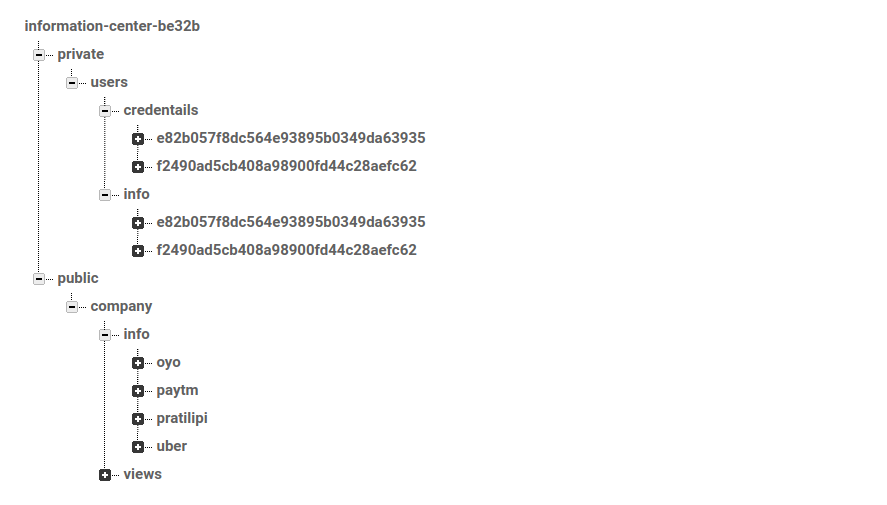 information-center-be32b
private
users
credentails
e82b057f8dc564e93895b0349da63935
f2490ad5cb408a98900fd44c28aefc62
info
e82b057f8dc564e93895b0349da63935
f2490ad5cb408a98900fd44c28aefc62
public
company
info
oyo
paytm
pratilipi
uber
views